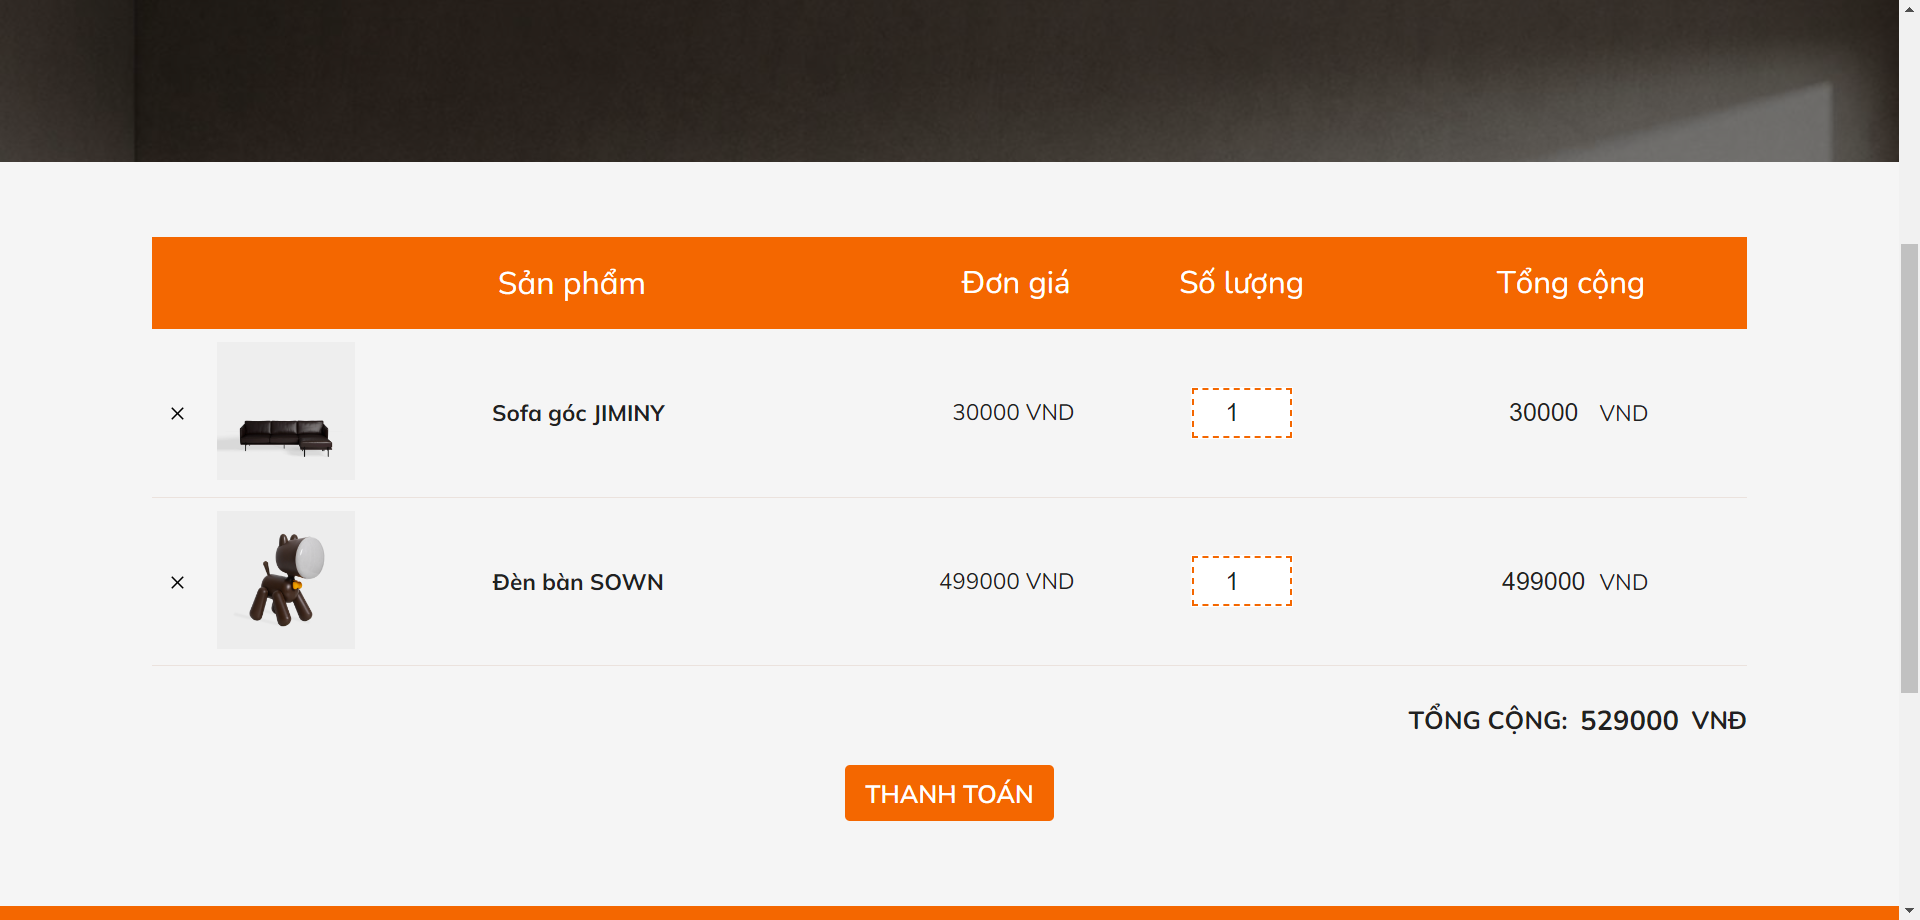 Sản phẩm Đơn giá Số lượng Tổng cộng
× Sofa góc JIMINY 30000 VND 1 30000 VND
× Đèn bàn SOWN 499000 VND 1 499000 VND
TỔNG CỘNG: 529000 VNĐ
THANH TOÁN